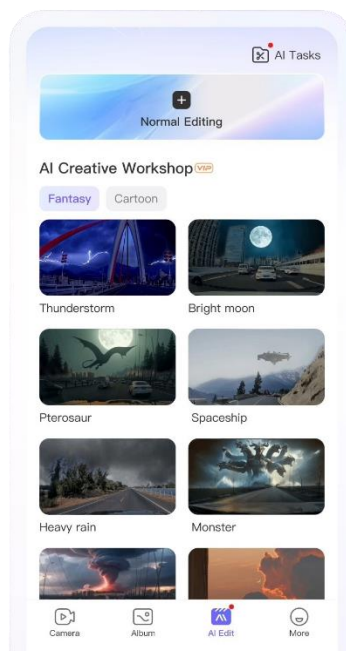 AI Tasks
Normal Editing
AI Creative Workshop VIP
Fantasy Cartoon
Thunderstorm Bright moon
Pterosaur Spaceship
Heavy rain Monster
Camera Album AI Edit More